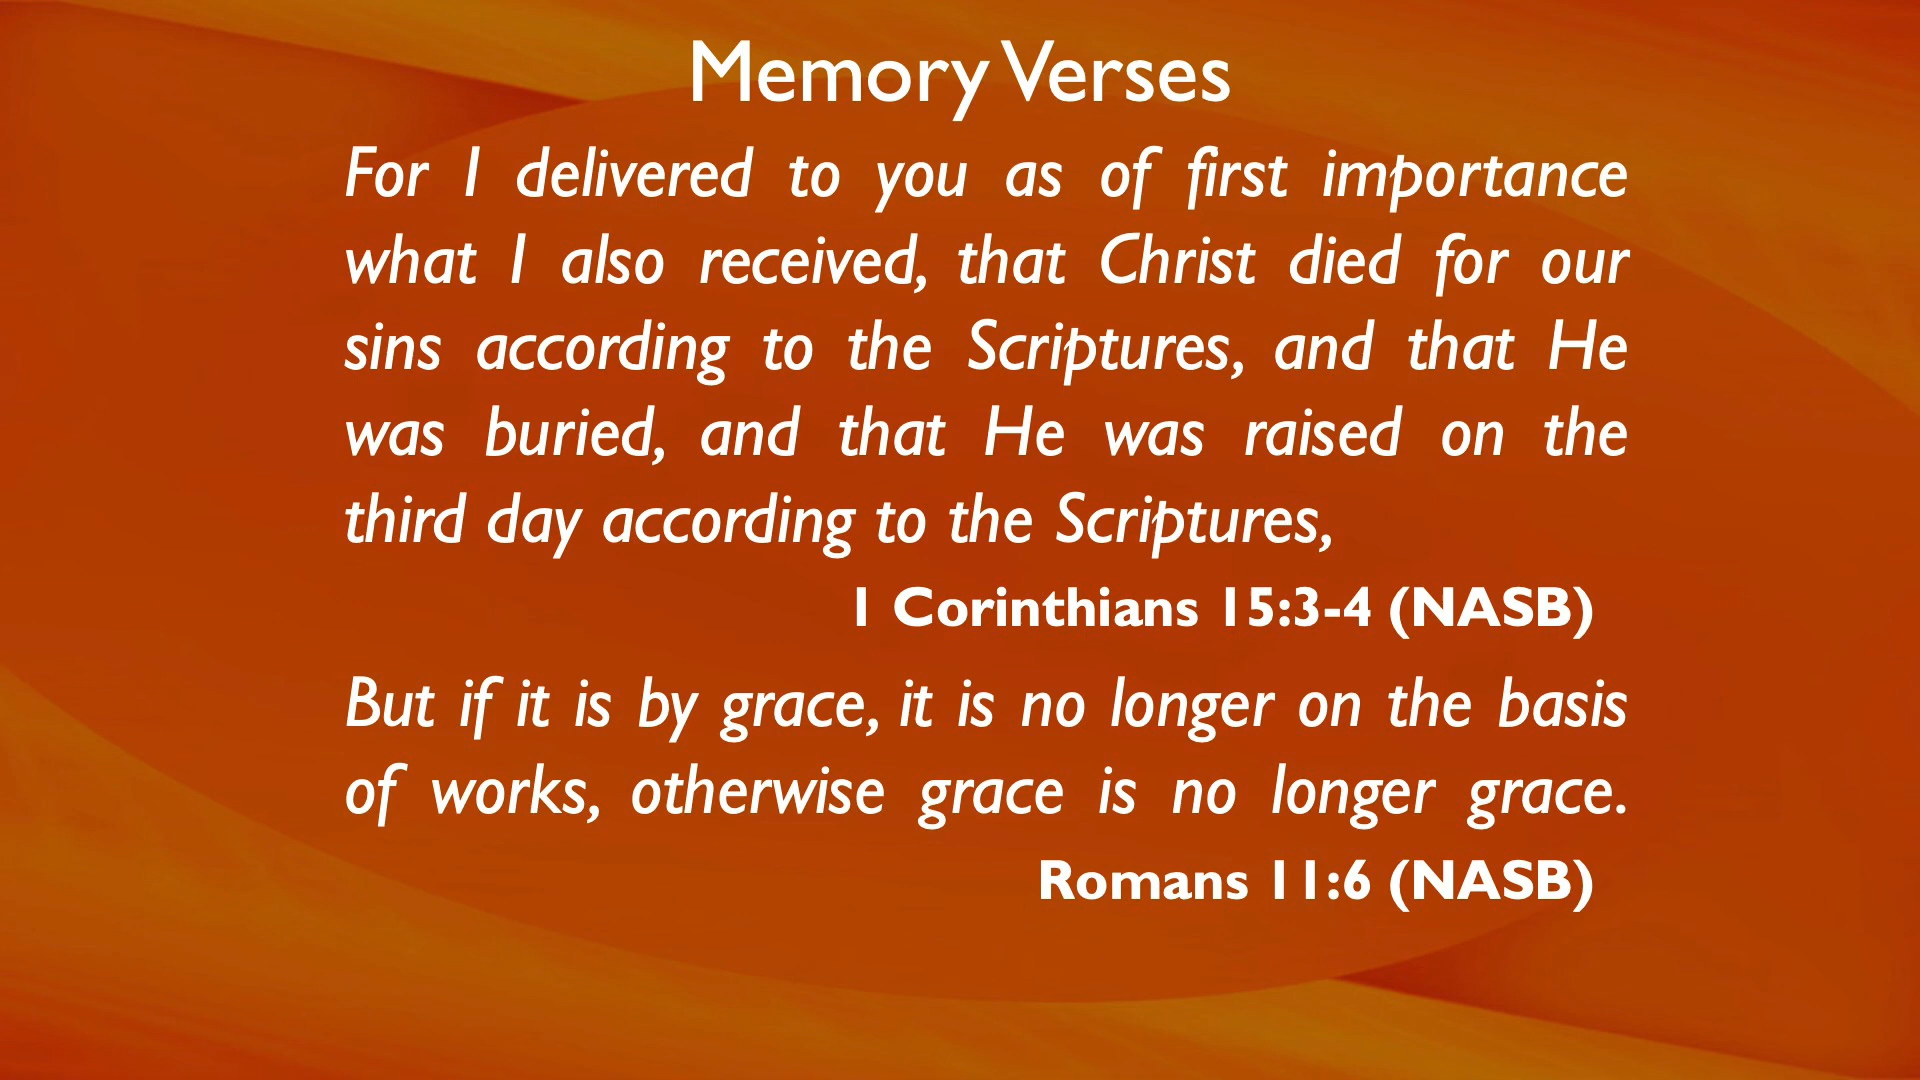 Memory Verses
For I delivered to you as of first importance
what I also received, that Christ died for our
sins according to the Scriptures, and that He
was buried, and that He was raised on the
third day according to the Scriptures,
1 Corinthians 15:3-4 (NASB)
But if it is by grace, it is no longer on the basis
of works, otherwise grace is no longer grace.
Romans 11:6 (NASB)